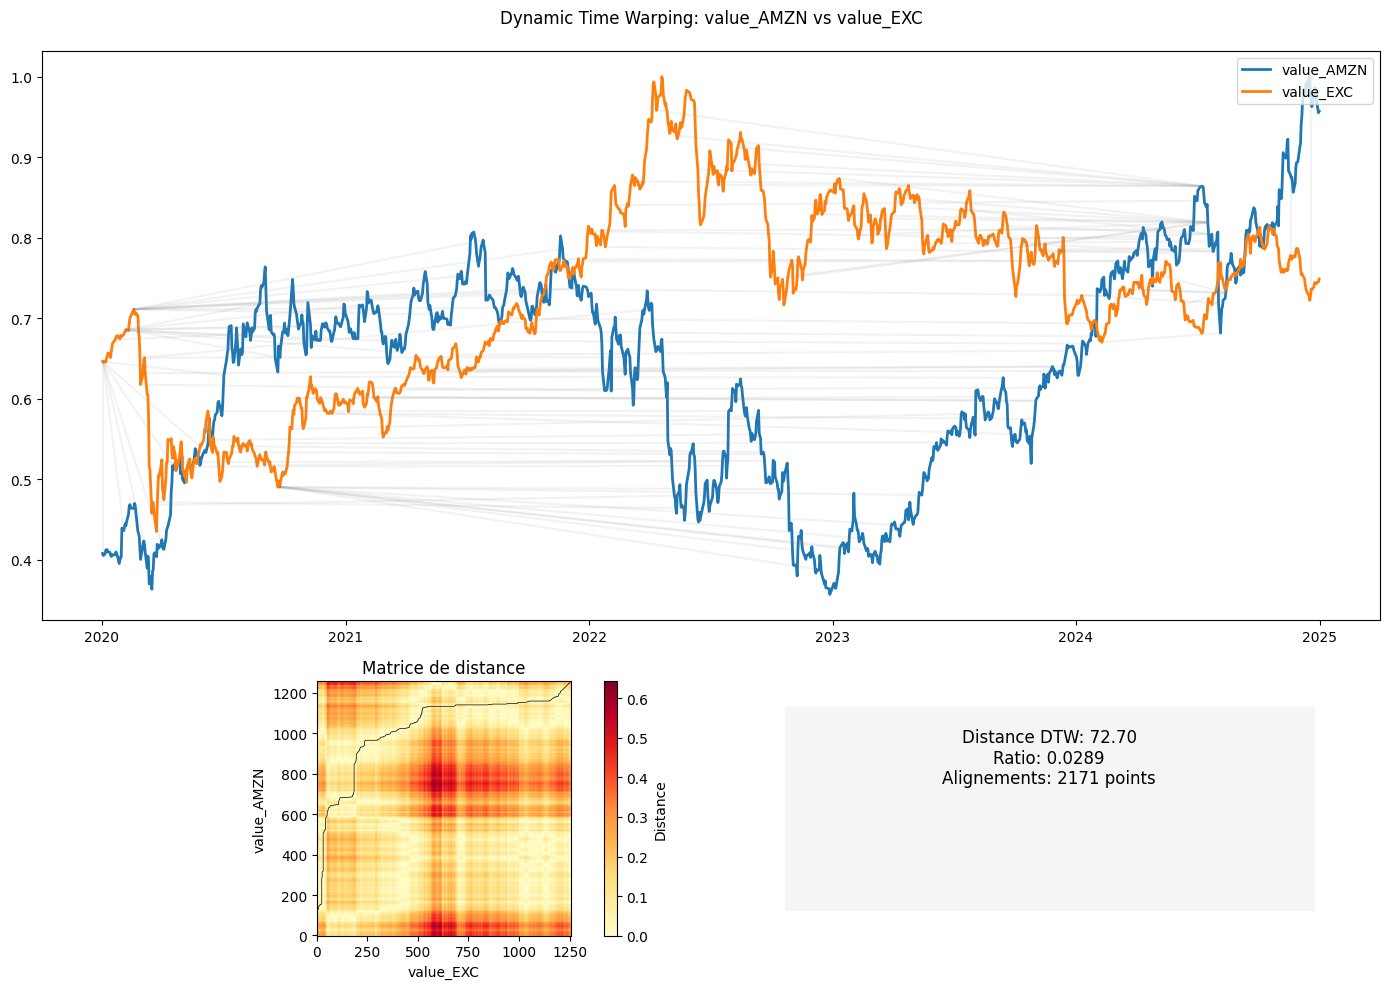 Dynamic Time Warping: value_AMZN vs value_EXC
value_AMZN
value_EXC
1.0
0.9
0.8
0.7
0.6
0.5
0.4
2020 2021 2022 2023 2024 2025
Matrice de distance
value_AMZN
1200
1000
800
600
400
200
0
0 250 500 750 1000 1250
value_EXC
0.6
0.5
0.4
0.3
0.2
0.1
0.0
Distance
Distance DTW: 72.70
Ratio: 0.0289
Alignements: 2171 points